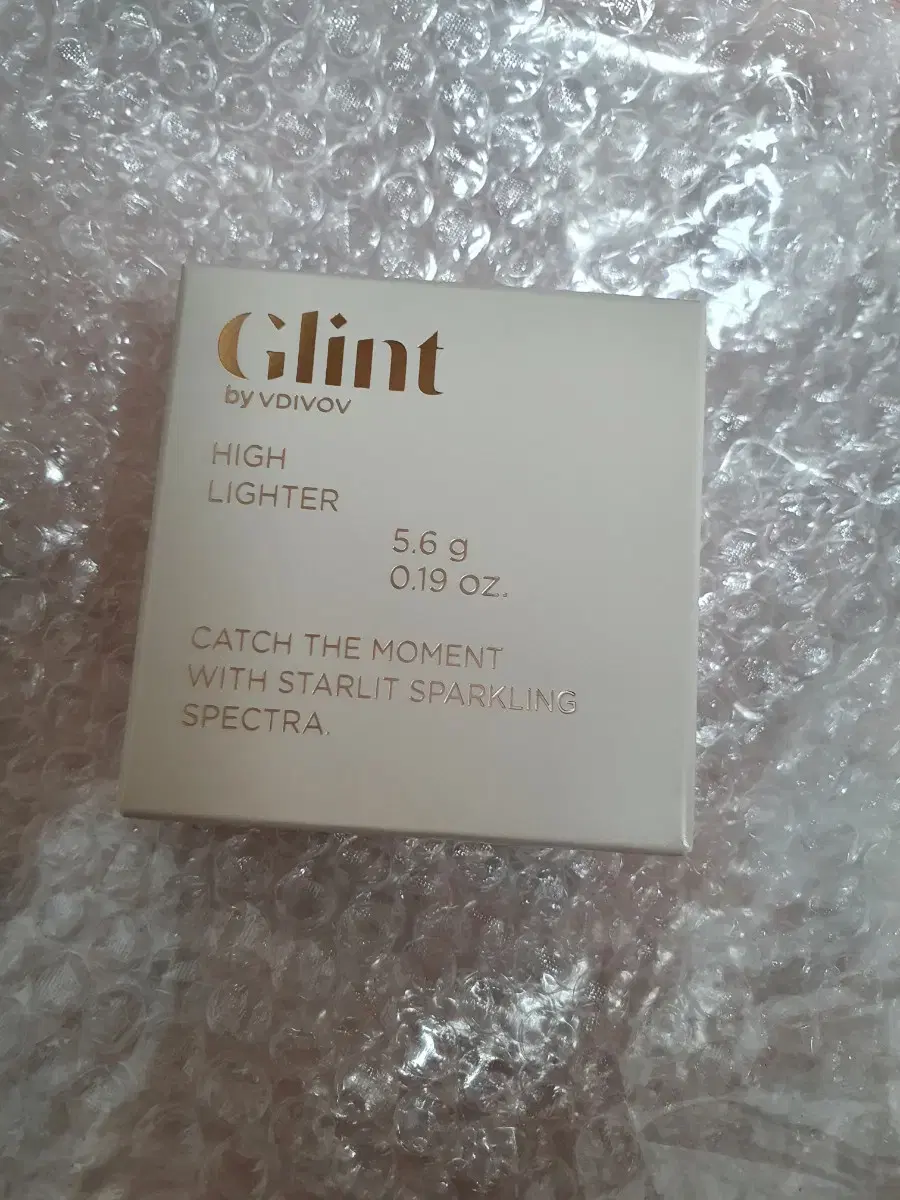 Glint
by VDIVOV
HIGH
LIGHTER
5.6 g
0.19 oz.
CATCH THE MOMENT
WITH STARLIT SPARKLING
SPECTRA.